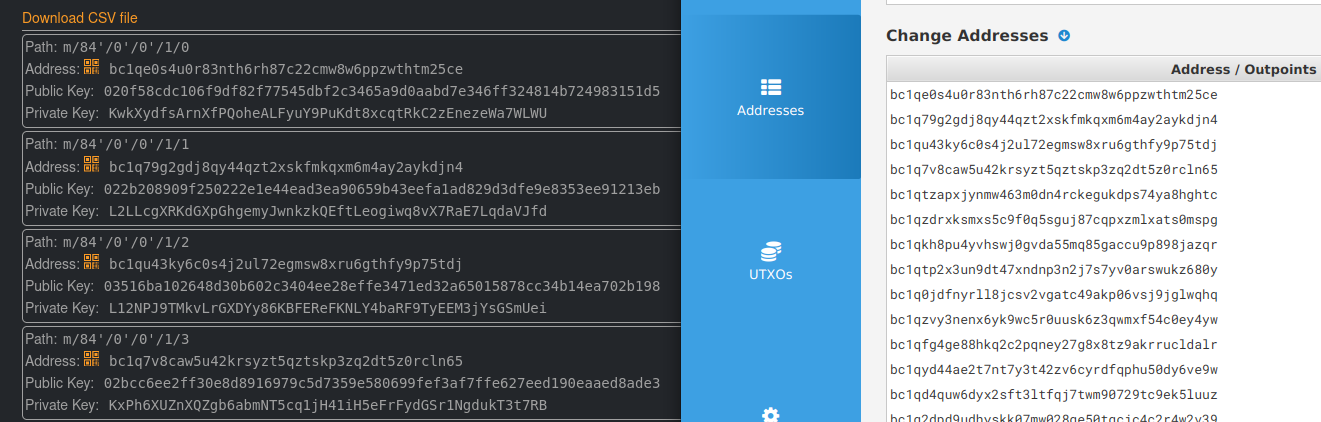 Download CSV file
Path: m/84'/0'/0'/1/0
Address: bc1qe0s4u0r83nth6rh87c22cmw8w6ppzwthtm25ce
Public Key: 020f58cdc106f9df82f77545dbf2c3465a9d0aabd7e346ff324814b724983151d5
Private Key: KwkXydfsArnXfPQoheALFyuY9PuKdt8xcqtRkC2zEnezeWa7WLWU
Path: m/84'/0'/0'/1/1
Address: bc1q79g2gdj8qy44qzt2xskfmkqxm6m4ay2aykdjn4
Public Key: 022b208909f250222e1e44ead3ea90659b43eefa1ad829d3dfe9e8353ee91213eb
Private Key: L2LLcgXRKdGXpGhgemyJwnkzkQEftLeogiwq8vX7RaE7LqdaVJfd
Path: m/84'/0'/0'/1/2
Address: bc1qu43ky6c0s4j2ul72egmsw8xru6gthfy9p75tdj
Public Key: 03516ba102648d30b602c3404ee28effe3471ed32a65015878cc34b14ea702b198
Private Key: L12NPJ9TMkvLrGXDYy86KBFEReFKNLY4baRF9TyEEM3jYsGSmUei
Path: m/84'/0'/0'/1/3
Address: bc1q7v8caw5u42krsyzt5qztskp3zq2dt5z0rcln65
Public Key: 02bcc6ee2ff30e8d8916979c5d7359e580699fef3af7ffe627eed190eaaed8ade3
Private Key: KxPh6XUZnXQZgb6abmNT5cq1jH41iH5eFrFydGSr1NgdukT3t7RB
Addresses
UTXOs
Change Addresses
Address / Outpoints
bc1qe0s4u0r83nth6rh87c22cmw8w6ppzwthtm25ce
bc1q79g2gdj8qy44qzt2xskfmkqxm6m4ay2aykdjn4
bc1qu43ky6c0s4j2ul72egmsw8xru6gthfy9p75tdj
bc1q7v8caw5u42krsyzt5qztskp3zq2dt5z0rcln65
bc1qtzapxjynmw463m0dn4rckegukdps74ya8hghtc
bc1qzdrxksmxs5c9f0q5sguj87cqpxzmlxats0mspg
bc1qkh8pu4yvhswj0gvda55mq85gaccu9p898jazqr
bc1qtp2x3un9dt47xndnp3n2j7s7yv0arswukz680y
bc1q0jdfnyrll8jcsv2vgatc49akp06vsj9jglwqhq
bc1qzvy3nenx6yk9wc5r0uusk6z3qwmxf54c0ey4yw
bc1qfg4ge88hkq2c2pqney27g8x8tz9akrrucldalr
bc1qyd44ae2t7nt7y3t42zv6cyrdfqphu50dy6ve9w
bc1qd4quw6dyx2sft3ltfqj7twm90729tc9ek5luuz